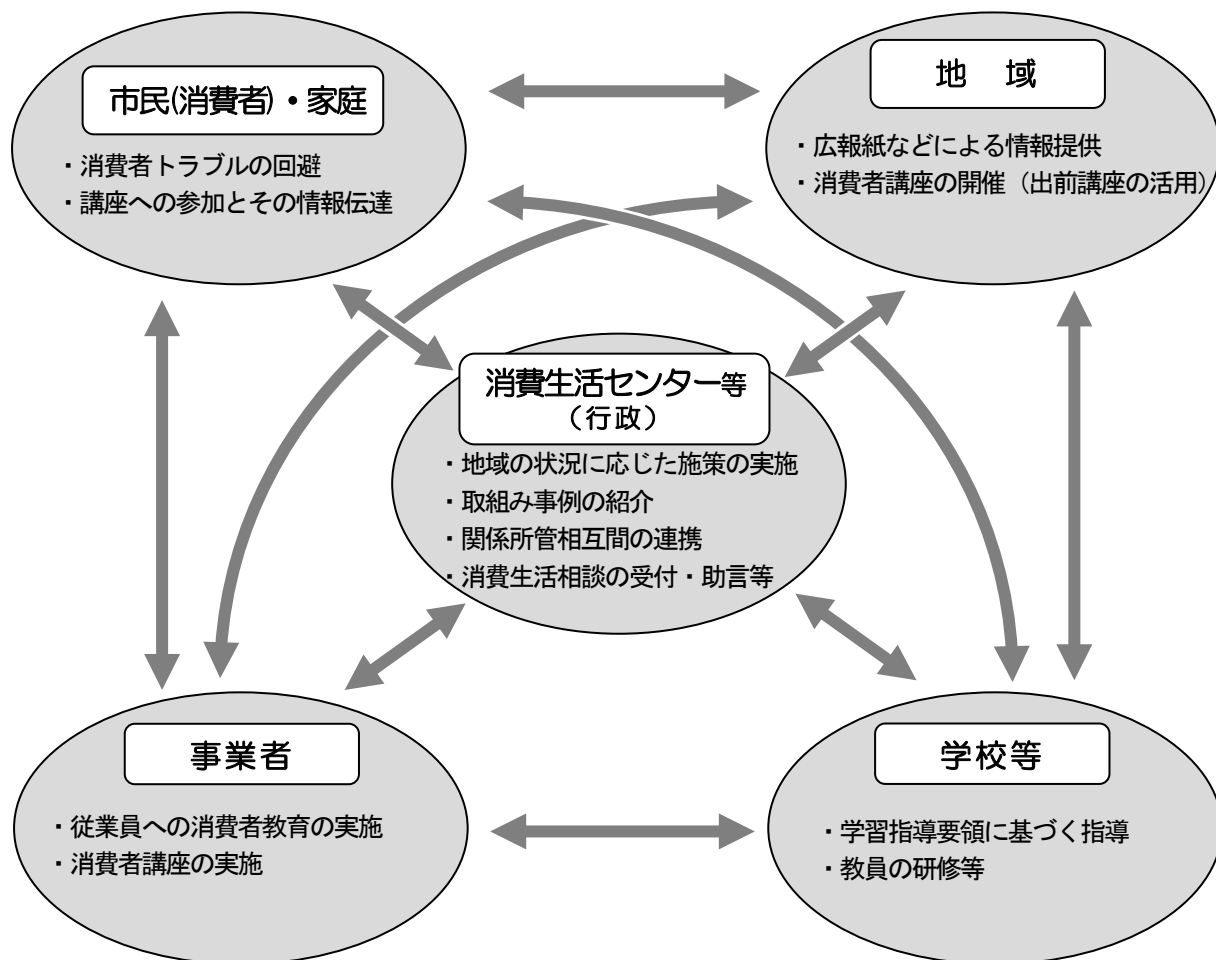 市民(消費者)・家庭
・消費者トラブルの回避
・講座への参加とその情報伝達
地　域
・広報紙などによる情報提供
・消費者講座の開催（出前講座の活用）
消費生活センター等
（行政）
・地域の状況に応じた施策の実施
・取組み事例の紹介
・関係所管相互間の連携
・消費生活相談の受付・助言等
事業者
・従業員への消費者教育の実施
・消費者講座の実施
学校等
・学習指導要領に基づく指導
・教員の研修等